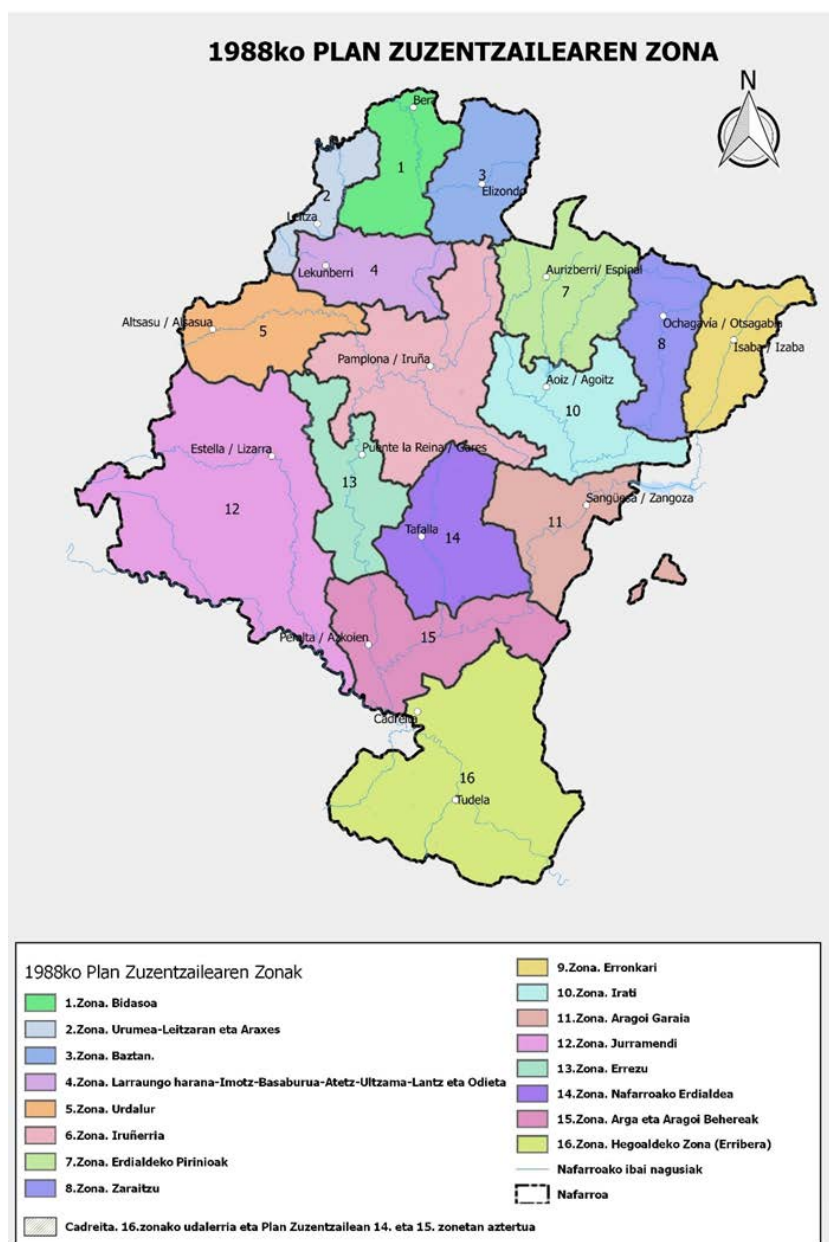 1988ko PLAN ZUZENTZAILEAREN ZONA
N
Bera
1
3
Elizondo
2
Leitza
4
Lekunberri
Aurizberri/ Espinal
7
Altsasu / Alsasua
5
Ochagavía / Otsagabia
8
Isaba / Izaba
Pamplona / Iruña
Aoiz / Agoitz
10
Estella / Lizarra
Puente la Reina / Gares
13
12
Sangüesa / Zangoza
11
Tafalla
14
Peralta / Azkoien
15
Cadreita
16
Tudela
1988ko Plan Zuzentzailearen Zonak
1.Zona. Bidasoa
2.Zona. Urumea-Leitzaran eta Araxes
3.Zona. Baztan.
4.Zona. Larraungo harana-Imotz-Basaburua-Atetz-Ultzama-Lantz eta Odieta
5.Zona. Urdalur
6.Zona. Iruñerria
7.Zona. Erdialdeko Pirinioak
8.Zona. Zaraitzu
Cadreita. 16.zonako udalerria eta Plan Zuzentzailean 14. eta 15. zonetan aztertua
9.Zona. Erronkari
10.Zona. Irati
11.Zona. Aragoi Garaia
12.Zona. Jurramendi
13.Zona. Errezu
14.Zona. Nafarroako Erdialdea
15.Zona. Arga eta Aragoi Behereak
16.Zona. Hegoaldeko Zona (Erribera)
Nafarroako ibai nagusiak
Nafarroa